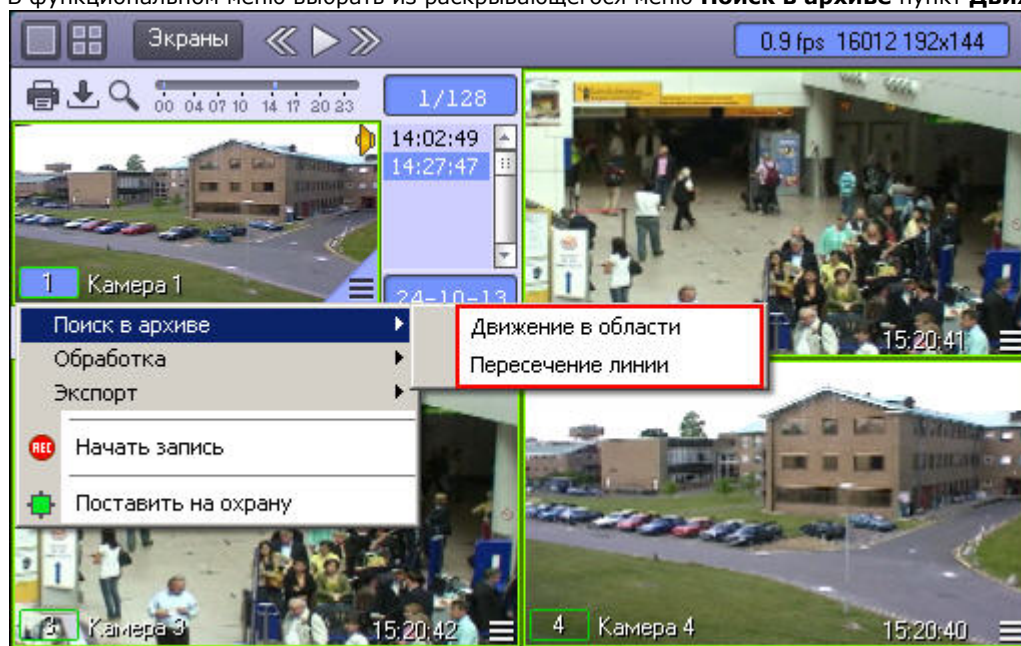 В функциональном меню выбрать из раскрывающегося меню Поиск в архиве пункт
Экраны
0.9 fps 16012 192x144
00 04 07 10 14 17 20 23
1/128
14:02:49
14:27:47
1 Камера 1
24-10-13
15:20:41
Поиск в архиве
Обработка
Экспорт
REC Начать запись
Поставить на охрану
Движение в области
Пересечение линии
3 Камера 3
15:20:42
4 Камера 4
15:20:40